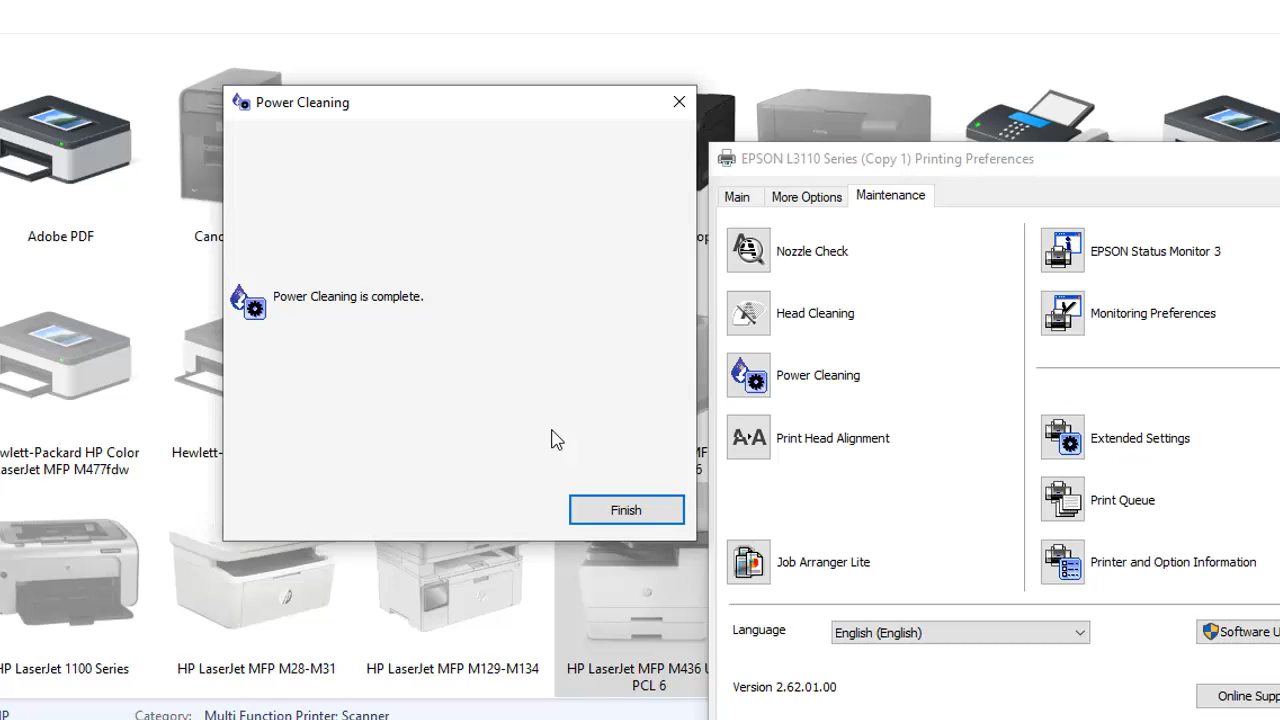 Power Cleaning
Power Cleaning is complete.
Finish
EPSON L3110 Series (Copy 1) Printing Preferences
Main
More Options
Maintenance
Nozzle Check
Head Cleaning
Power Cleaning
Print Head Alignment
Job Arranger Lite
EPSON Status Monitor 3
Monitoring Preferences
Extended Settings
Print Queue
Printer and Option Information
Language
English (English)
Software U
Version 2.62.01.00
Online Supp
Adobe PDF
Cano
wlett-Packard HP Color
aserJet MFP M477fdw
Hewlett-
HP LaserJet 1100 Series
HP LaserJet MFP M28-M31
HP LaserJet MFP M129-M134
HP LaserJet MFP M436 U
PCL 6
Category:
Multi Function Printer; Scanner